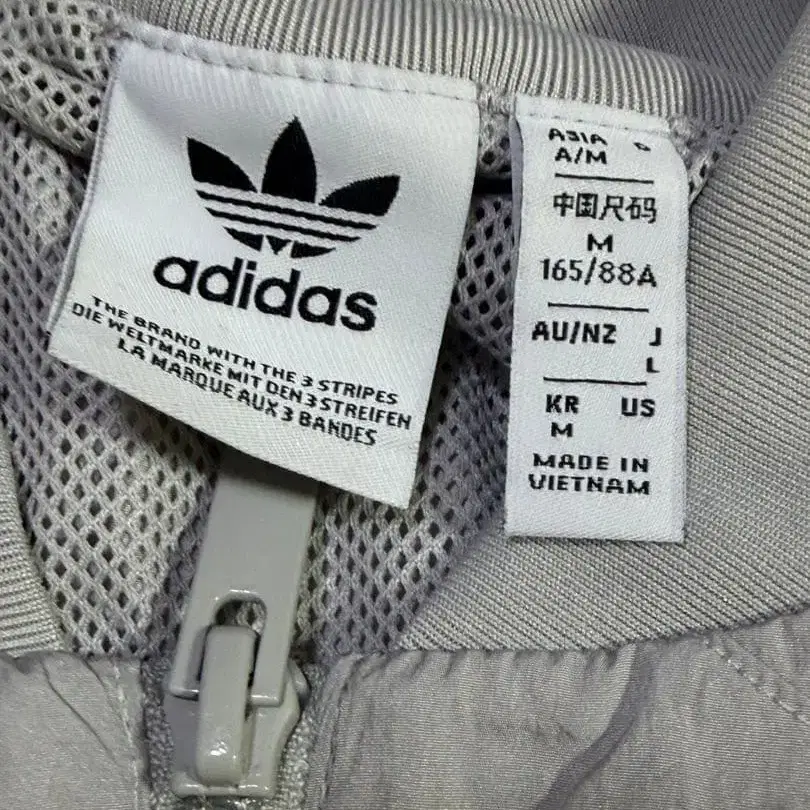 adidas
THE BRAND WITH THE 3 STRIPES
DIE WELTMARKE MIT DEN 3 STREIFEN
LA MARQUE AUX 3 BANDES
ASIA
A/M
中国尺码
M
165/88A
AU/NZ J
L
KR US
M
MADE IN
VIETNAM